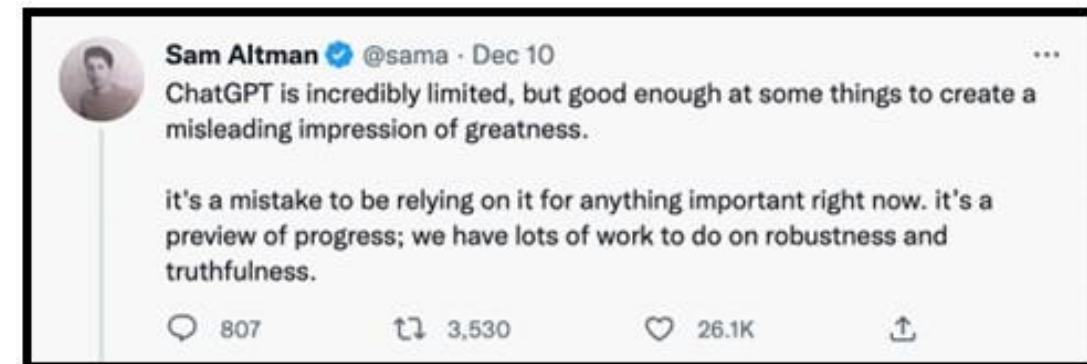 Sam Altman @sama · Dec 10
ChatGPT is incredibly limited, but good enough at some things to create a
misleading impression of greatness.
it's a mistake to be relying on it for anything important right now. it's a
preview of progress; we have lots of work to do on robustness and
truthfulness.
807 3,530 26.1K